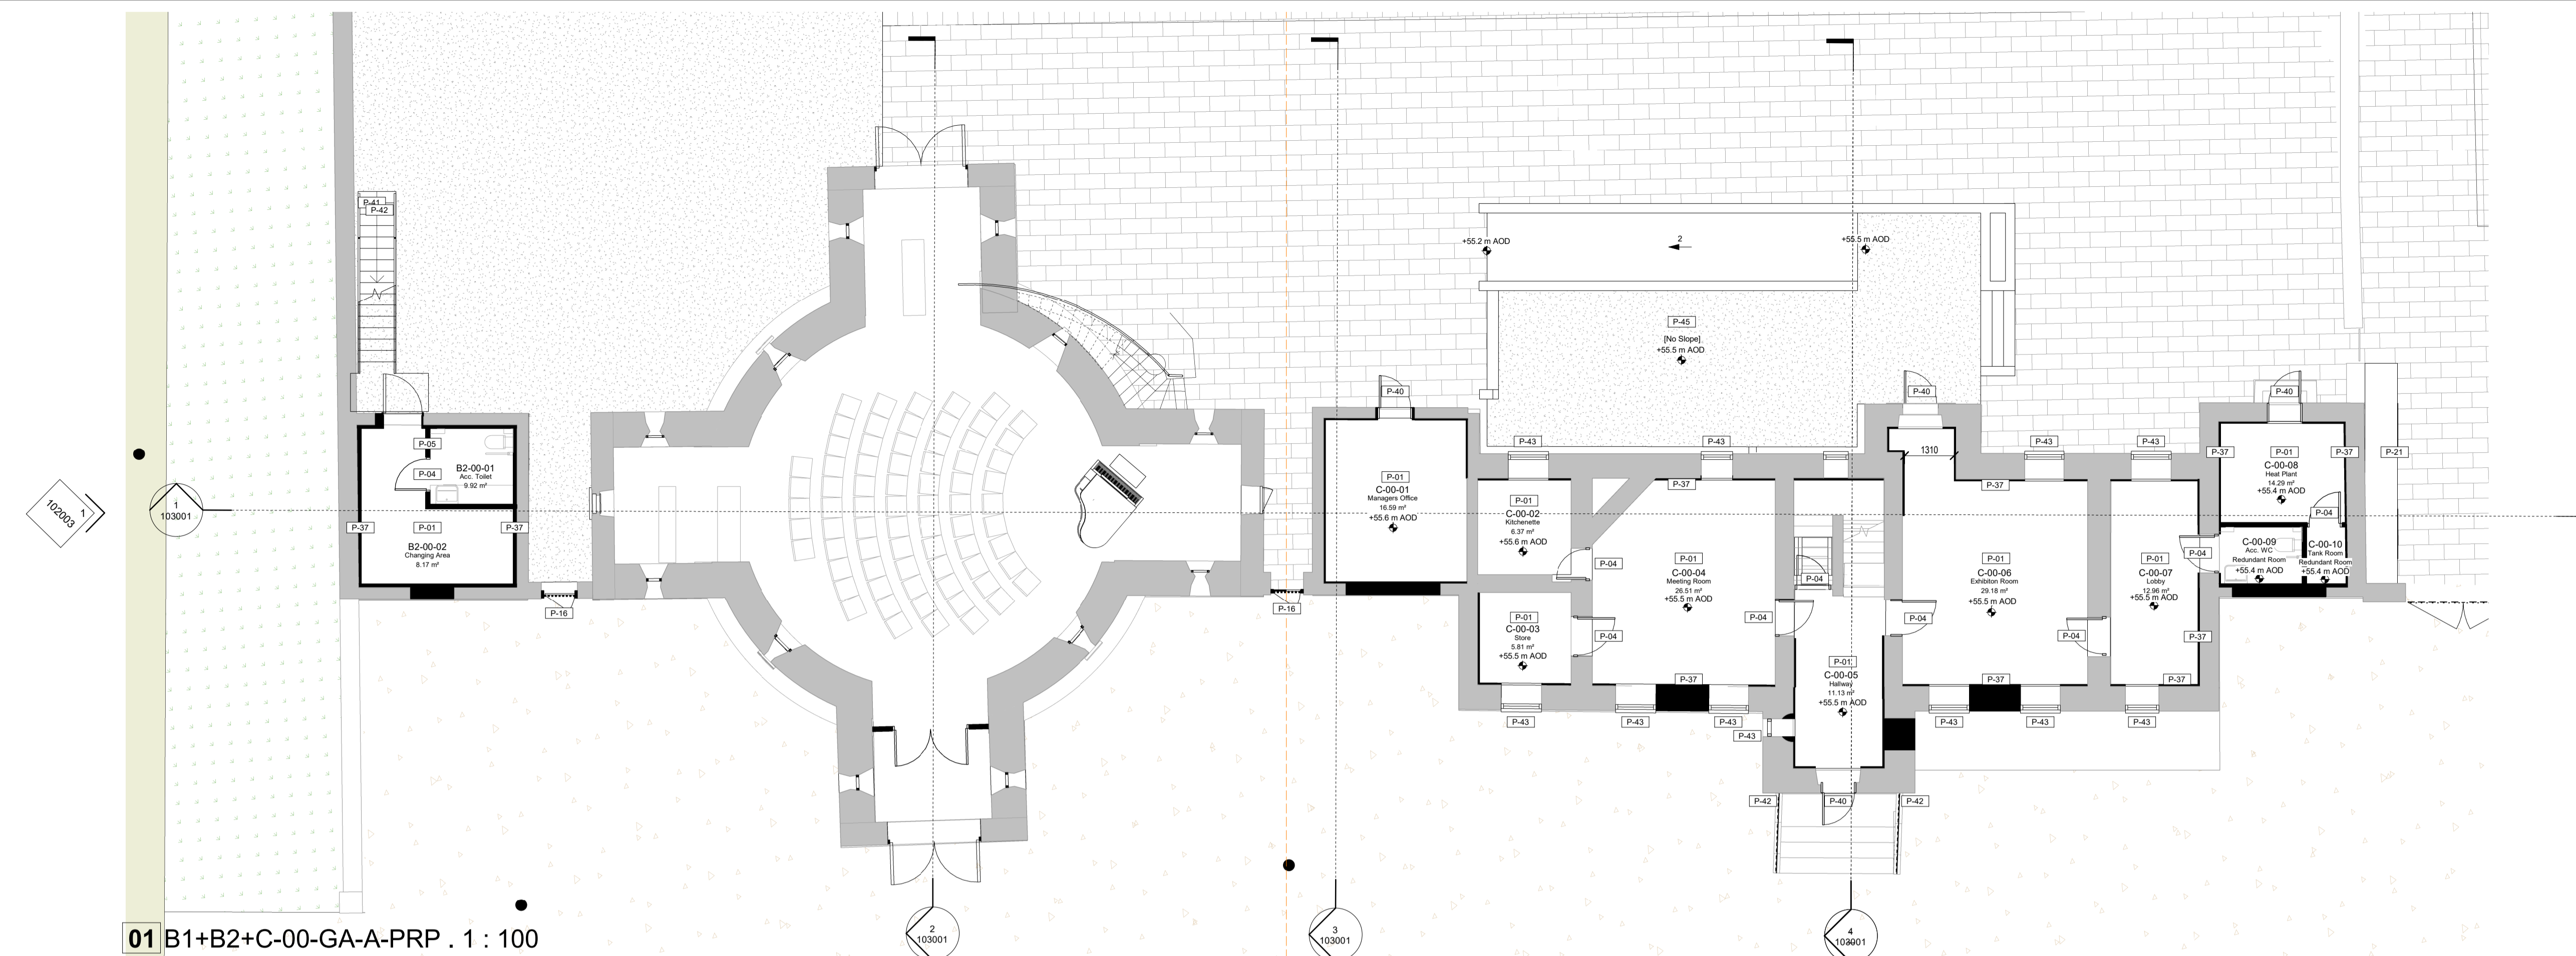 P-41
P-42
+55.2 m AOD
2
+55.5 m AOD
P-45
[No Slope]
+55.5 m AOD
P-40
P-40
P-40
P-05
P-04
B2-00-01
Acc. Toilet
9.92 m²
P-37
P-01
P-37
B2-00-02
Changing Area
8.17 m²
P-16
P-16
102003
1
1
103001
P-01
C-00-01
Managers Office
16.59 m²
+55.6 m AOD
P-43
P-43
P-01
C-00-02
Kitchenette
6.37 m²
+55.6 m AOD
P-04
P-01
C-00-03
Store
5.81 m²
+55.5 m AOD
P-04
P-43
P-37
P-01
C-00-04
Meeting Room
26.51 m²
+55.5 m AOD
P-04
P-37
P-43
P-43
P-04
P-01
C-00-05
Hallway
11.13 m²
+55.5 m AOD
P-43
P-42
P-40
P-42
1310
P-43
P-43
P-37
P-01
C-00-06
Exhibiton Room
29.18 m²
+55.5 m AOD
P-04
P-04
P-37
P-43
P-43
P-01
C-00-07
Lobby
12.96 m²
+55.5 m AOD
P-04
P-37
P-37
P-43
P-37
P-01
C-00-08
Heat Plant
14.29 m²
+55.4 m AOD
P-37
P-21
P-04
C-00-09
Acc. WC
Redundant Room
+55.4 m AOD
C-00-10
Tank Room
Redundant Room
+55.4 m AOD
2
103001
3
103001
4
103001
01 B1+B2+C-00-GA-A-PRP . 1 : 100